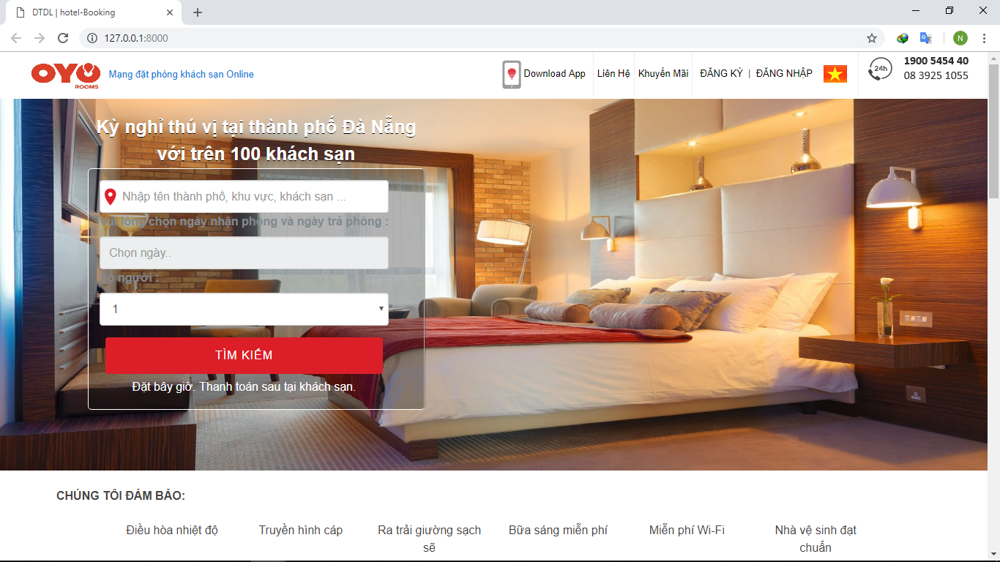 DTDL | hotel-Booking
127.0.0.1:8000
N
OYO
ROOMS
Mạng đặt phòng khách sạn Online
Download App
Liên Hệ
Khuyến Mãi
ĐĂNG KÝ | ĐĂNG NHẬP
24h
1900 5454 40
08 3925 1055
Kỳ nghỉ thú vị tại thành phố Đà Nẵng
với trên 100 khách sạn
Nhập tên thành phố, khu vực, khách sạn ...
Vui lòng chọn ngày nhận phòng và ngày trả phòng :
Chọn ngày..
Số người :
1
TÌM KIẾM
Đặt bây giờ. Thanh toán sau tại khách sạn.
CHÚNG TÔI ĐẢM BẢO:
Điều hòa nhiệt độ
Truyền hình cáp
Ra trải giường sạch
sẽ
Bữa sáng miễn phí
Miễn phí Wi-Fi
Nhà vệ sinh đạt
chuẩn